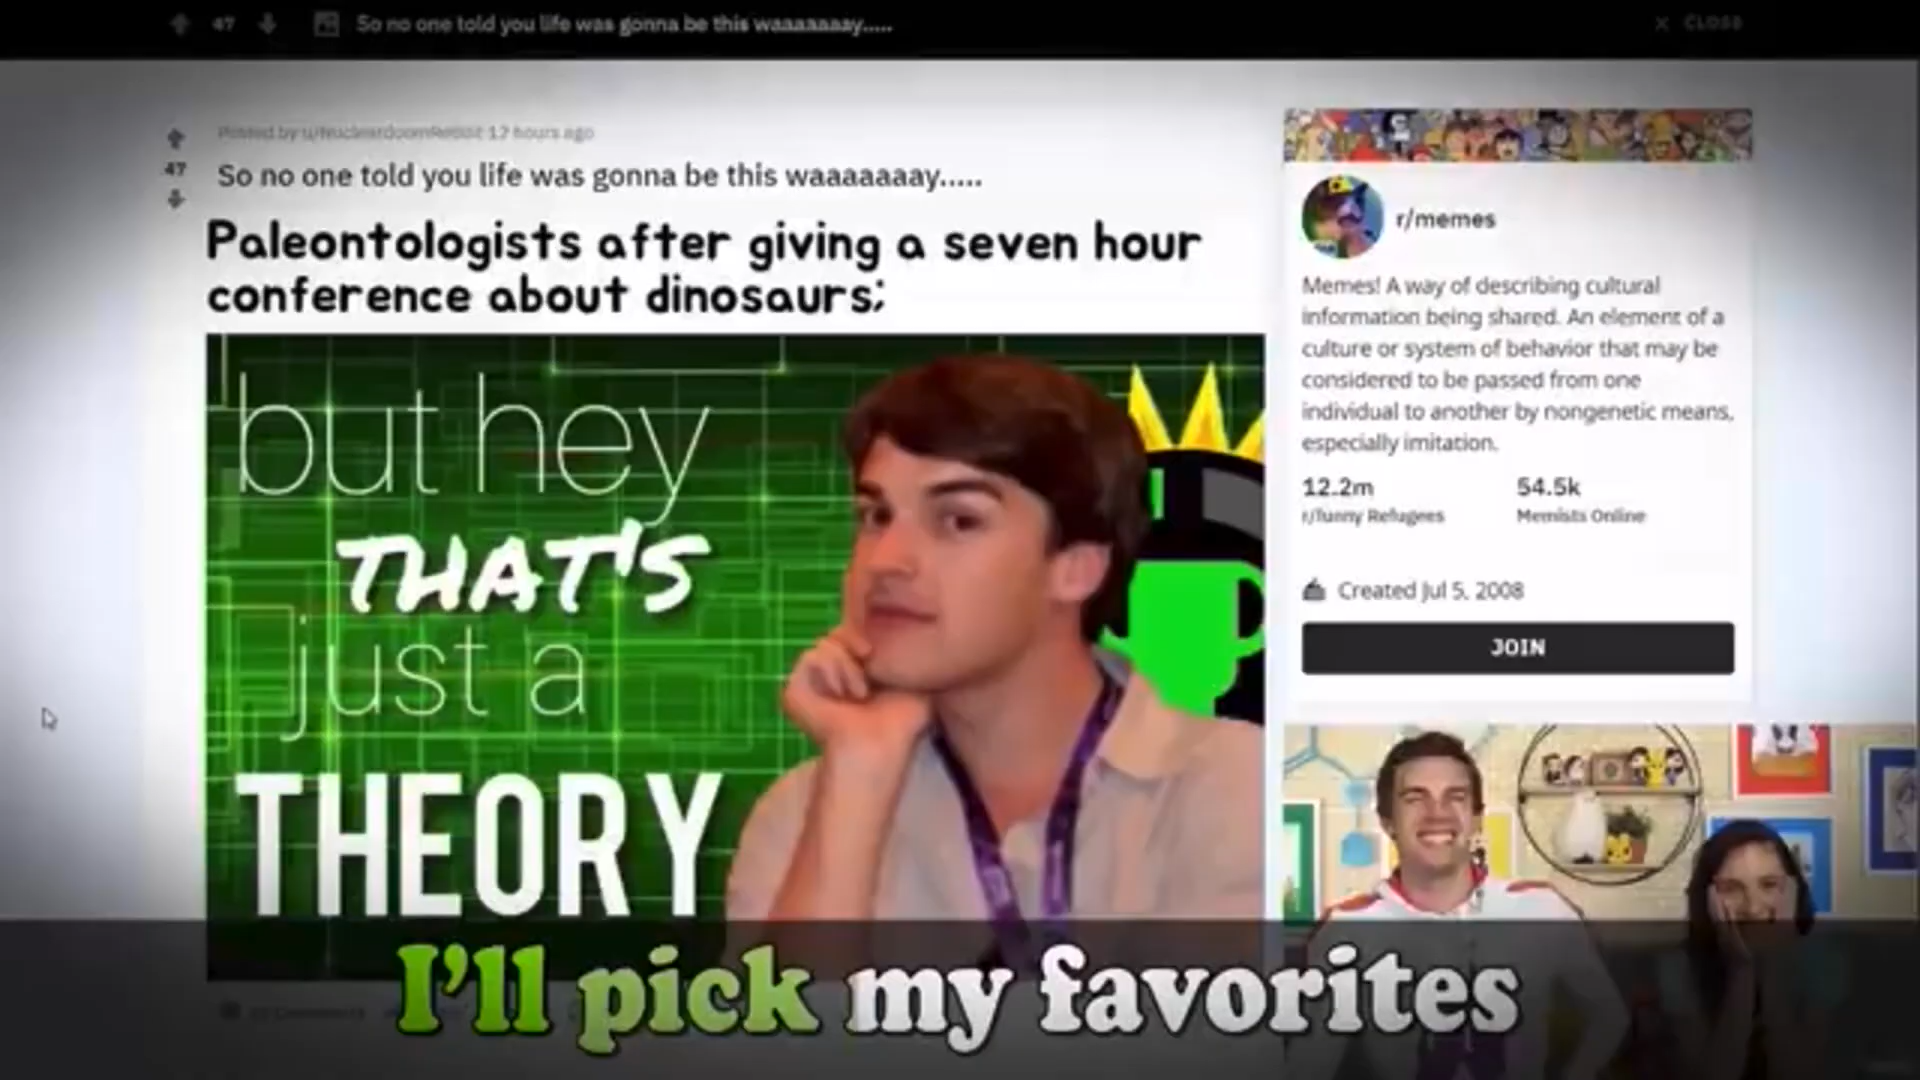 47 So no one told you life was gonna be this waaaaaaay..... × CLOSE
47
So no one told you life was gonna be this waaaaaaay.....
Paleontologists after giving a seven hour
conference about dinosaurs;
but hey
THAT'S
just a
THEORY
r/memes
Memes! A way of describing cultural
information being shared. An element of a
culture or system of behavior that may be
considered to be passed from one
individual to another by nongenetic means,
especially imitation.
12.2m 54.5k
r/funny Refugees Memists Online
Created Jul 5, 2008
JOIN
I'll pick my favorites